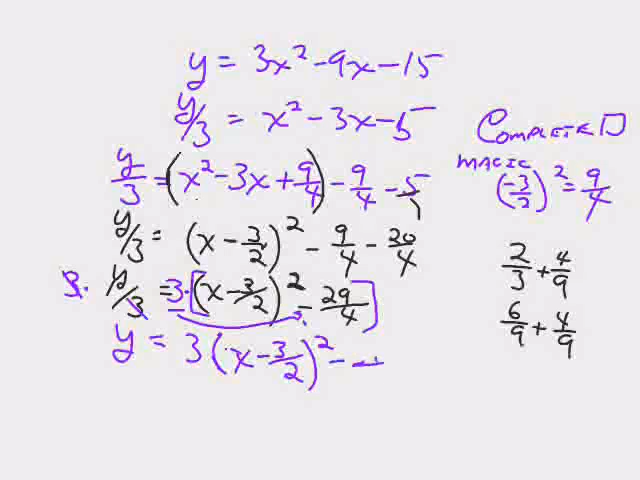 y = 3x² - 9x - 15
y/3 = x² - 3x - 5
COMPLETE □
y/3 = (x² - 3x + 9/4) - 9/4 - 5/1
MAGIC
(-3/2)² = 9/4
y/3 = (x - 3/2)² - 9/4 - 20/4
2/3 + 4/9
3· y/3 = 3·[(x - 3/2)² - 29/4]
6/9 + 4/9
y = 3(x - 3/2)² - —